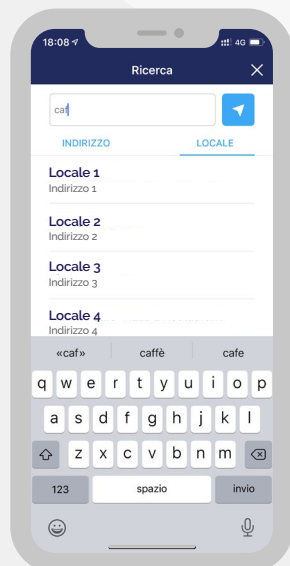 18:08 4G
Ricerca
caf
INDIRIZZO LOCALE
Locale 1
Indirizzo 1
Locale 2
Indirizzo 2
Locale 3
Indirizzo 3
Locale 4
Indirizzo 4
«caf» caffè cafe
q w e r t y u i o p
a s d f g h j k l
z x c v b n m
123 spazio invio